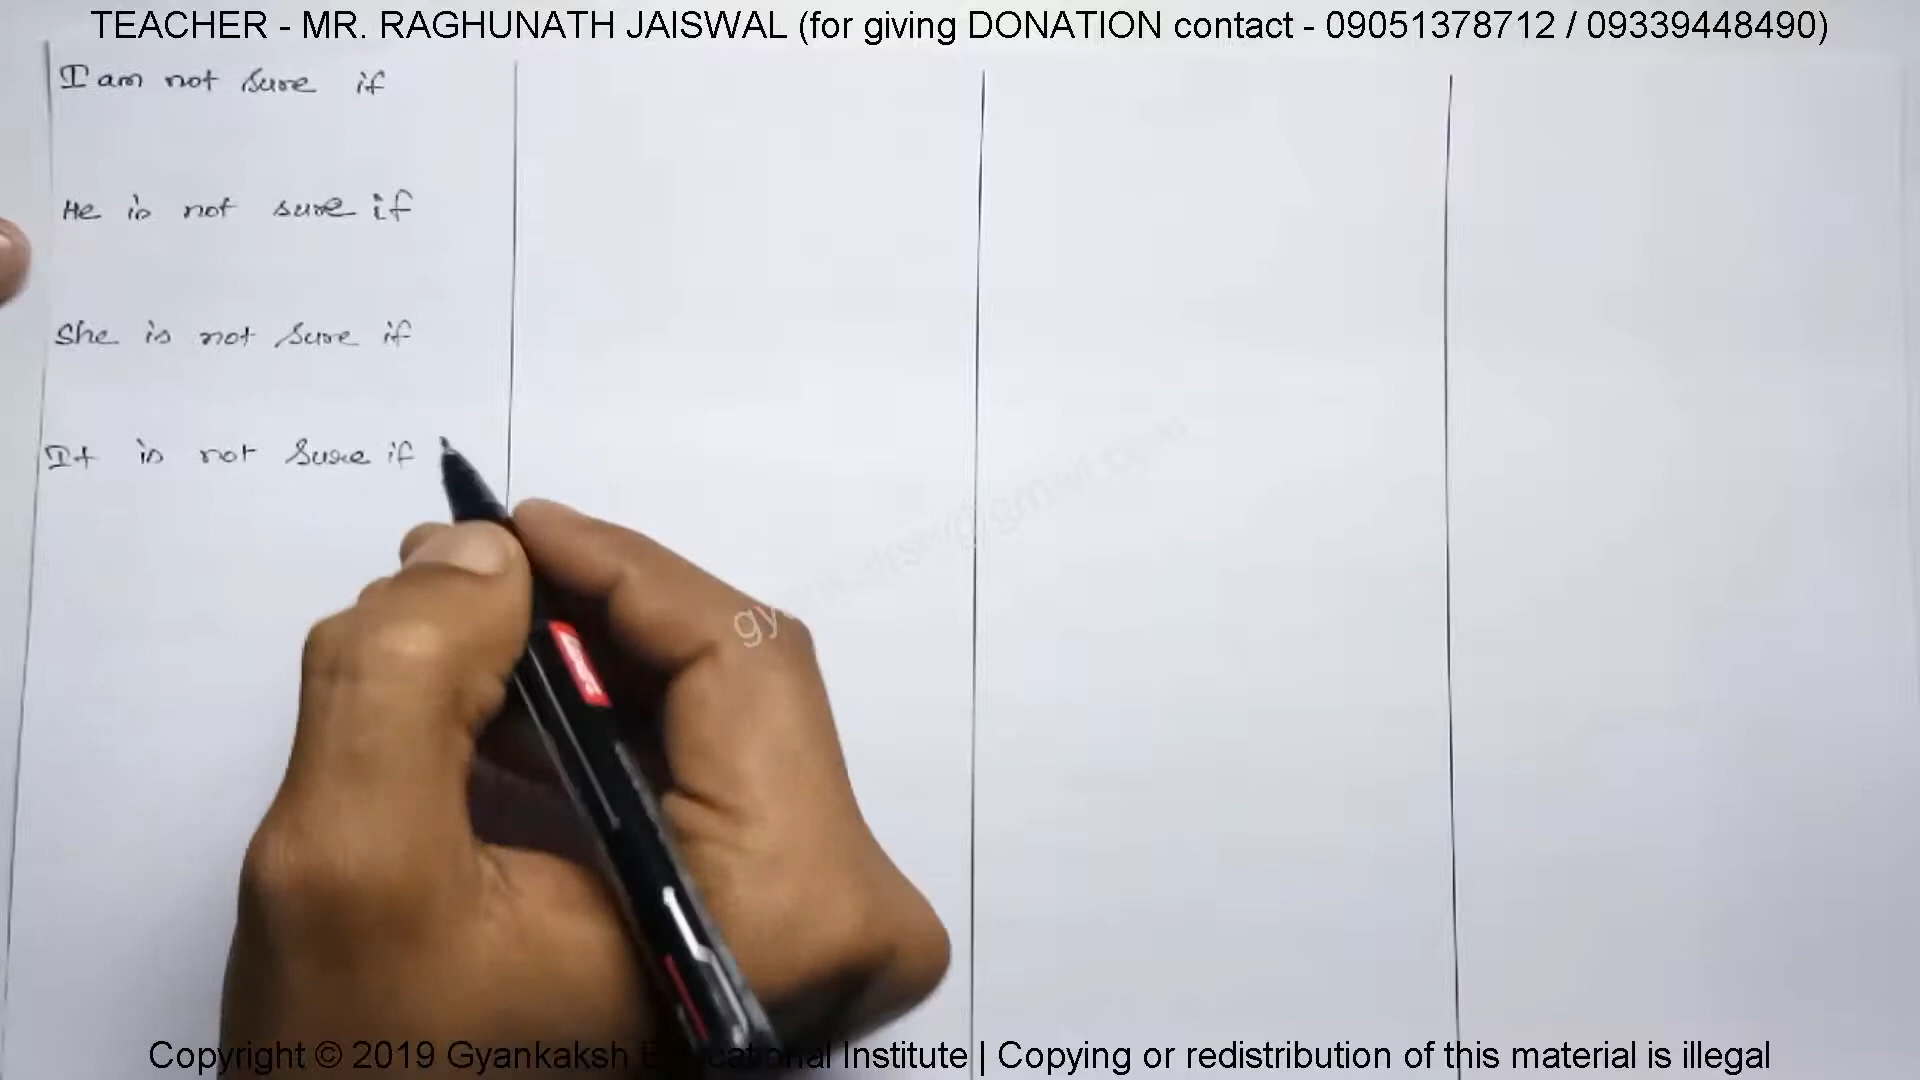 TEACHER - MR. RAGHUNATH JAISWAL (for giving DONATION contact - 09051378712 / 09339448490)
I am not sure if
He is not sure if
She is not sure if
It is not sure if
Copyright © 2019 Gyankaksh Educational Institute | Copying or redistribution of this material is illegal